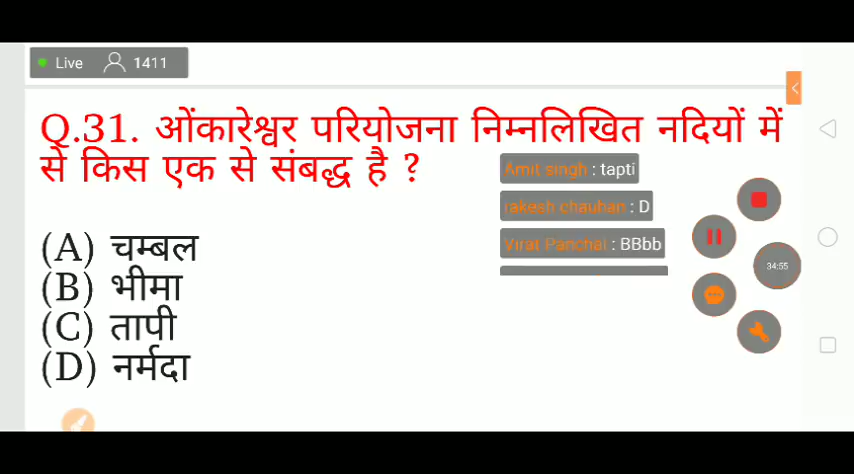 Live 1411
Q.31. ओंकारेश्वर परियोजना निम्नलिखित नदियों में
से किस एक से संबद्ध है ?
Amit singh : tapti
rakesh chauhan : D
Virat Panchal : BBbb
34:55
(A) चम्बल
(B) भीमा
(C) तापी
(D) नर्मदा